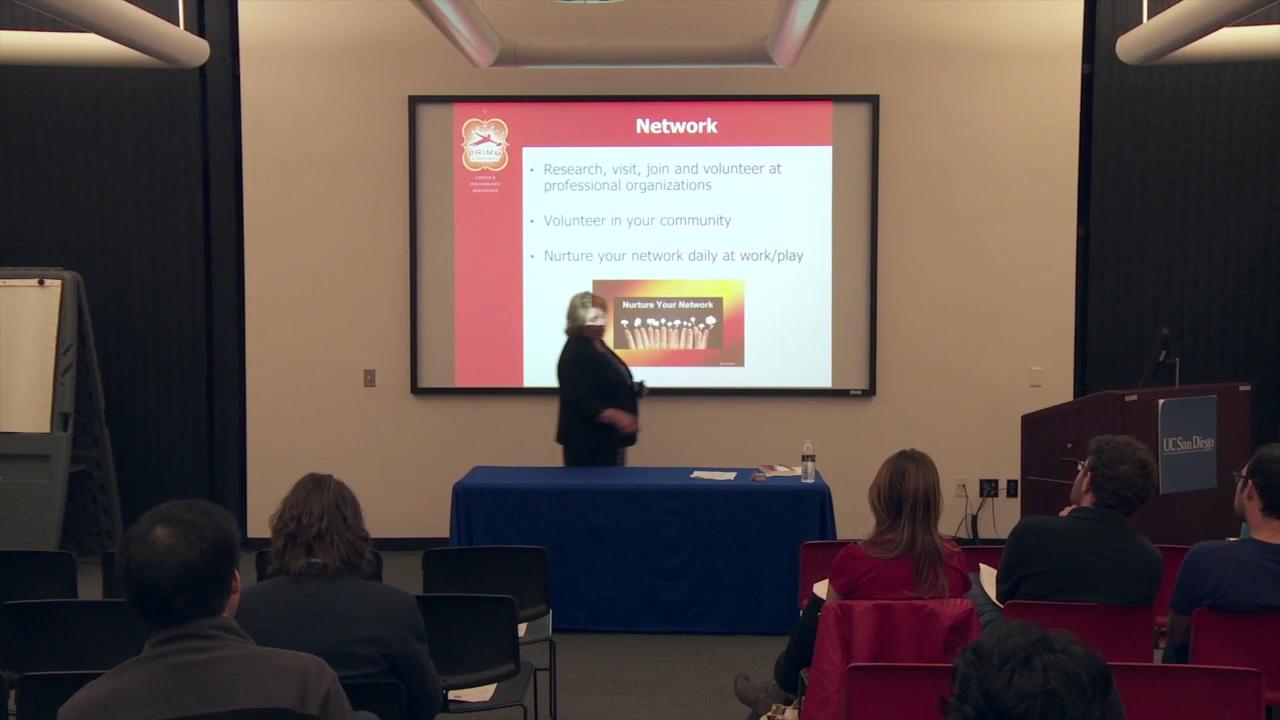 Network
PRIME
• Research, visit, join and volunteer at
professional organizations
• Volunteer in your community
• Nurture your network daily at work/play
Nurture Your Network
UC San Diego